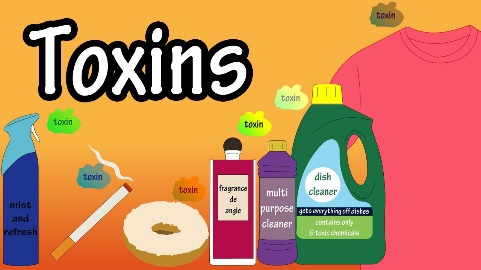 Toxins
toxin
toxin
toxin
toxin
toxin
toxin
mist
and
refresh
fragrance
de
angie
multi
purpose
cleaner
dish
cleaner
gets everything off dishes
contains only
8 toxic chemicals